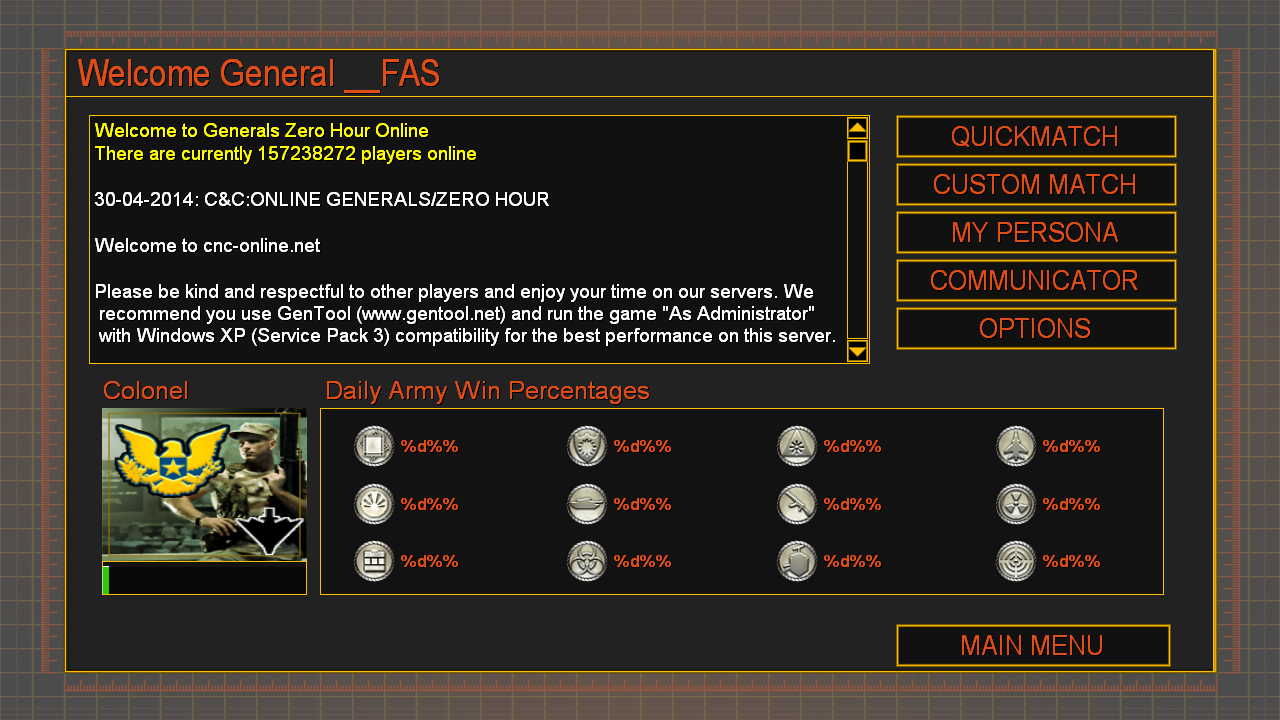 Welcome General __FAS
Welcome to Generals Zero Hour Online
There are currently 157238272 players online
30-04-2014: C&C:ONLINE GENERALS/ZERO HOUR
Welcome to cnc-online.net
Please be kind and respectful to other players and enjoy your time on our servers. We
recommend you use GenTool (www.gentool.net) and run the game "As Administrator"
with Windows XP (Service Pack 3) compatibility for the best performance on this server.
QUICKMATCH
CUSTOM MATCH
MY PERSONA
COMMUNICATOR
OPTIONS
Colonel
Daily Army Win Percentages
%d%% %d%% %d%% %d%%
%d%% %d%% %d%% %d%%
%d%% %d%% %d%% %d%%
MAIN MENU